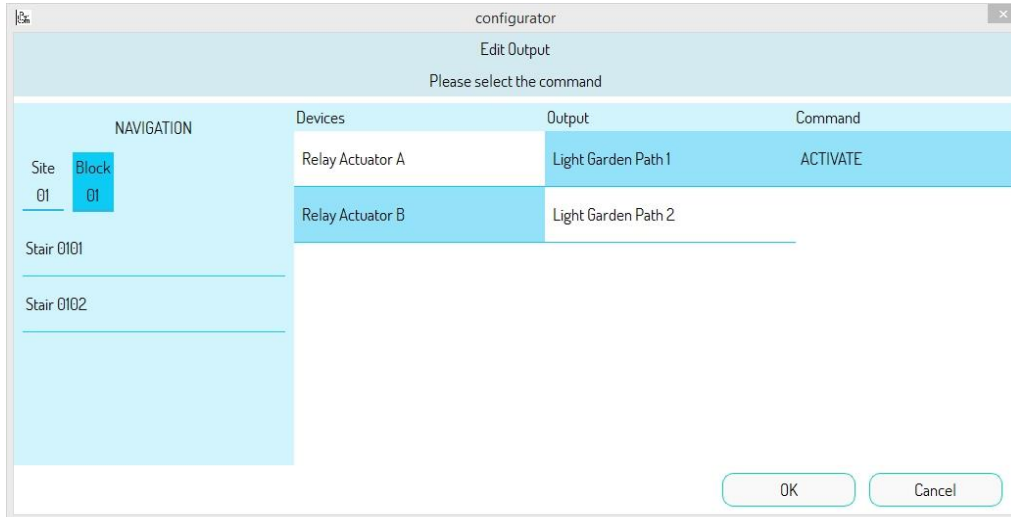 configurator
Edit Output
Please select the command
NAVIGATION
Site Block
01 01
Stair 0101
Stair 0102
Devices Output Command
Relay Actuator A Light Garden Path 1 ACTIVATE
Relay Actuator B Light Garden Path 2
OK Cancel